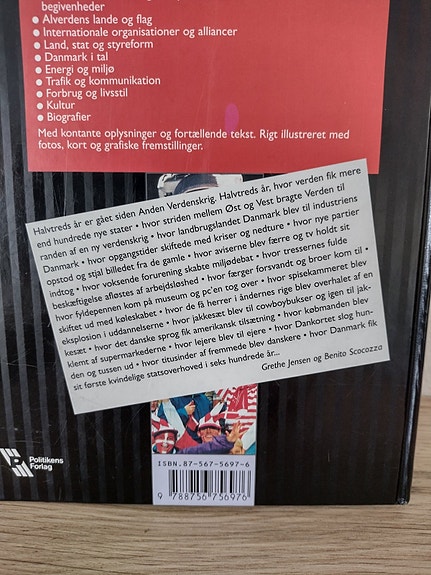 begivenheder
• Alverdens lande og flag
• Internationale organisationer og alliancer
• Land, stat og styreform
• Danmark i tal
• Energi og miljø
• Trafik og kommunikation
• Forbrug og livsstil
• Kultur
• Biografier
Med kontante oplysninger og fortællende tekst. Rigt illustreret med
fotos, kort og grafiske fremstillinger.
Halvtreds år er gået siden Anden Verdenskrig. Halvtreds år, hvor verden fik mere
end hundrede nye stater • hvor striden mellem Øst og Vest bragte Verden til
randen af en ny verdenskrig • hvor landbrugslandet Danmark blev til industriens
Danmark • hvor opgangstider skiftede med kriser og nedture • hvor nye partier
opstod og stjal billedet fra de gamle • hvor aviserne blev færre og tv holdt sit
indtog • hvor voksende forurening skabte miljødebat • hvor tressernes fulde
beskæftigelse afløstes af arbejdsløshed • hvor færger forsvandt og broer kom til •
hvor fyldepennen kom på museum og pc'en tog over • hvor spisekammeret blev
skiftet ud med køleskabet • hvor de få herrer i åndernes rige blev overhalet af en
eksplosion i uddannelserne • hvor jakkesæt blev til cowboybukser og igen til jak-
kesæt • hvor det danske sprog fik amerikansk tilsætning • hvor købmanden blev
klemt af supermarkederne • hvor lejere blev til ejere • hvor Dankortet slog hun-
den og tussen ud • hvor titusinder af fremmede blev danskere • hvor Danmark fik
sit første kvindelige statsoverhoved i seks hundrede år...
Grethe Jensen og Benito Scocozza
Politikens
Forlag
ISBN 87-567-5697-6
9 788756 756976